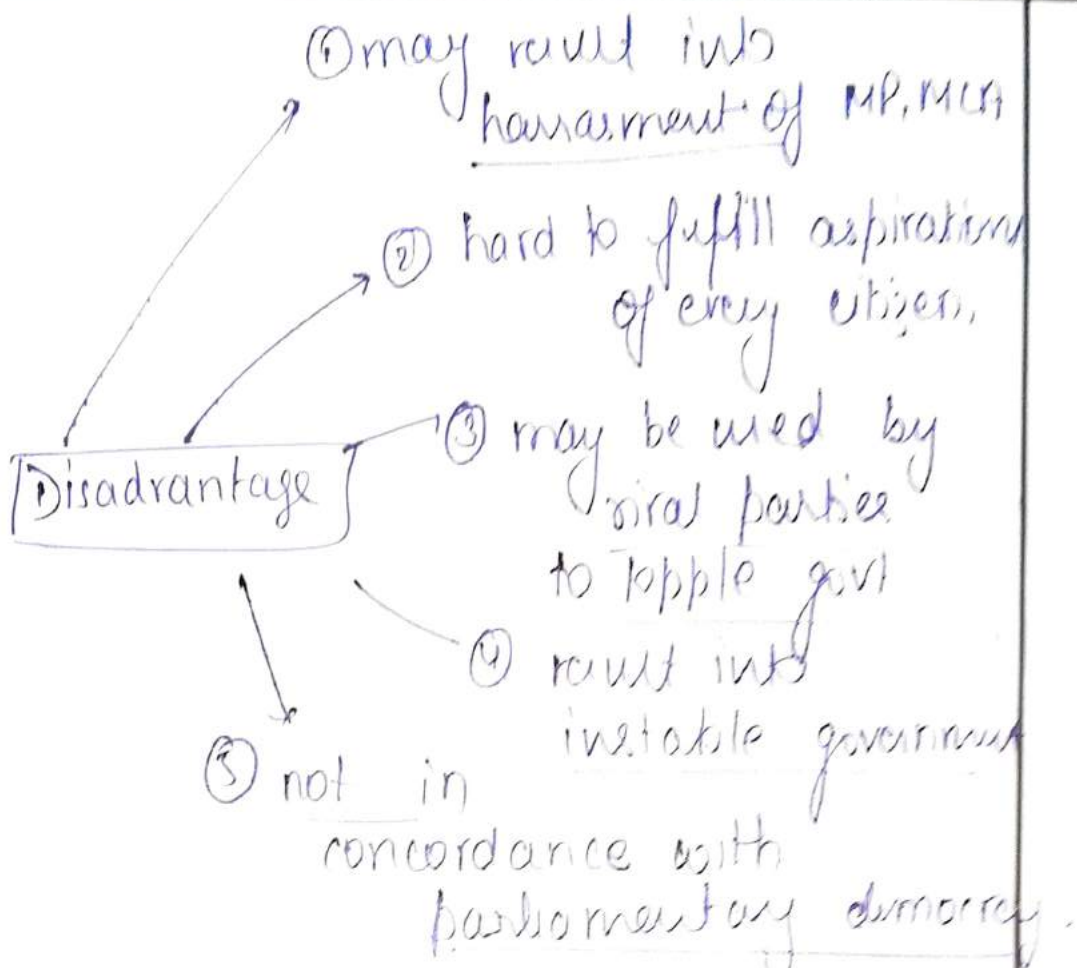 ① may result into
harrasment of MP, MLA
② hard to fulfill aspirations
of every citizen.
Disadvantage
③ may be used by
rival parties
to topple govt
④ result into
instable government
⑤ not in
concordance with
parliamentary democracy.